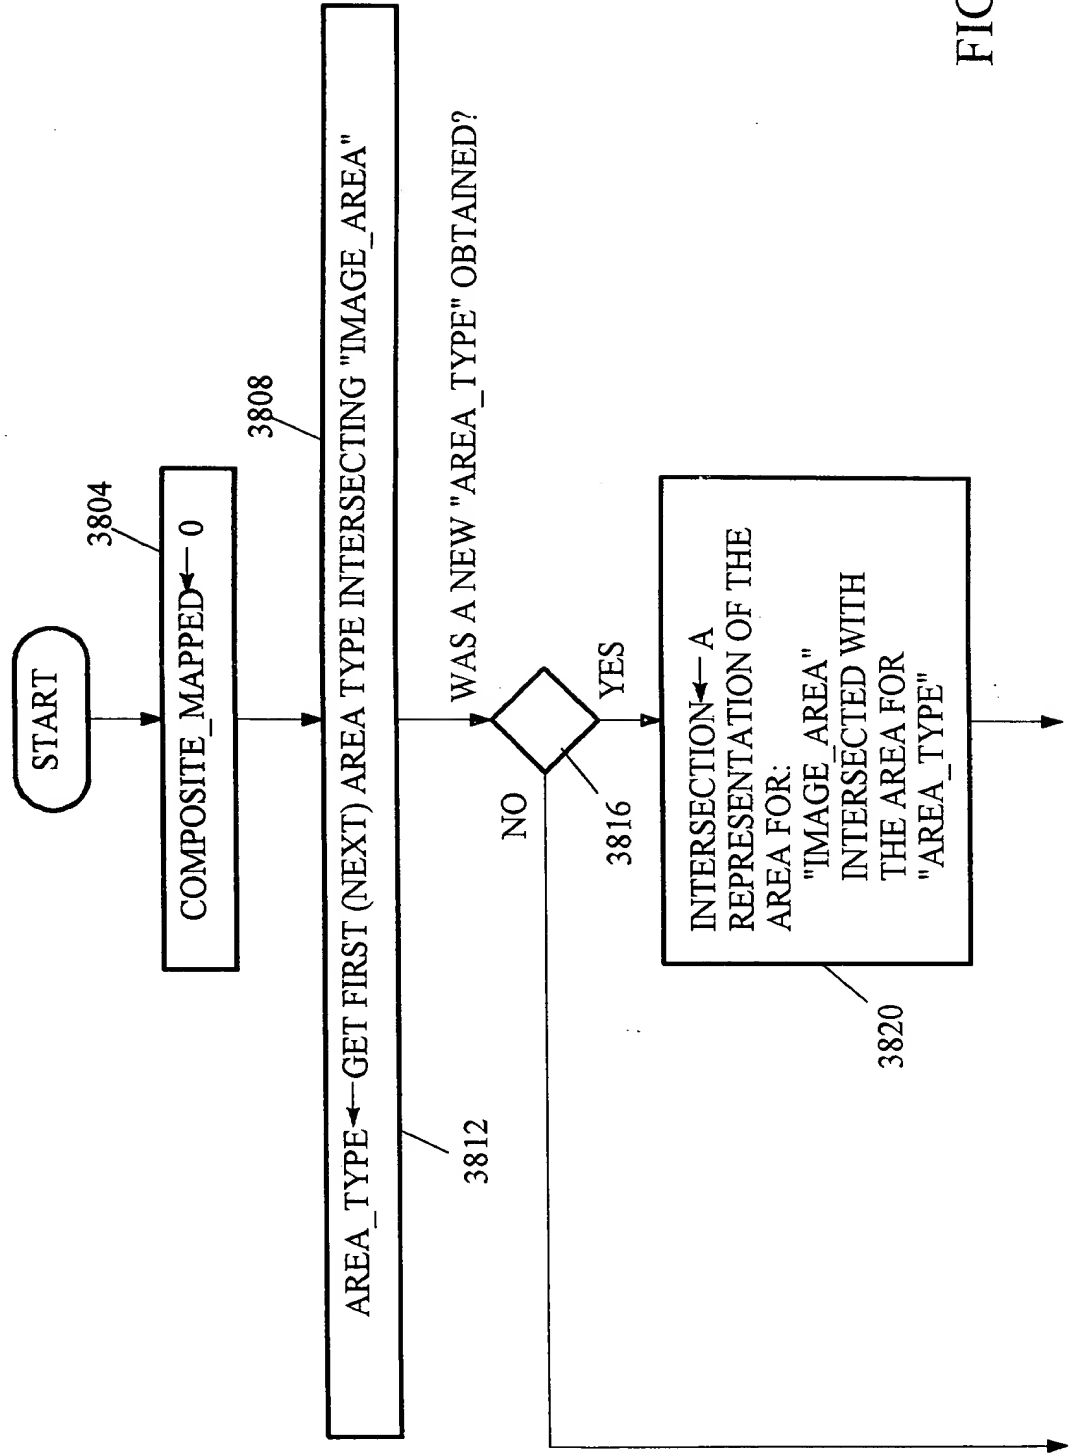 START
3804
COMPOSITE_MAPPED ← 0
3808
AREA_TYPE ← GET FIRST (NEXT) AREA TYPE INTERSECTING "IMAGE_AREA"
3812
WAS A NEW "AREA_TYPE" OBTAINED?
NO
YES
3816
INTERSECTION ← A
REPRESENTATION OF THE
AREA FOR:
"IMAGE_AREA"
INTERSECTED WITH
THE AREA FOR
"AREA_TYPE"
3820